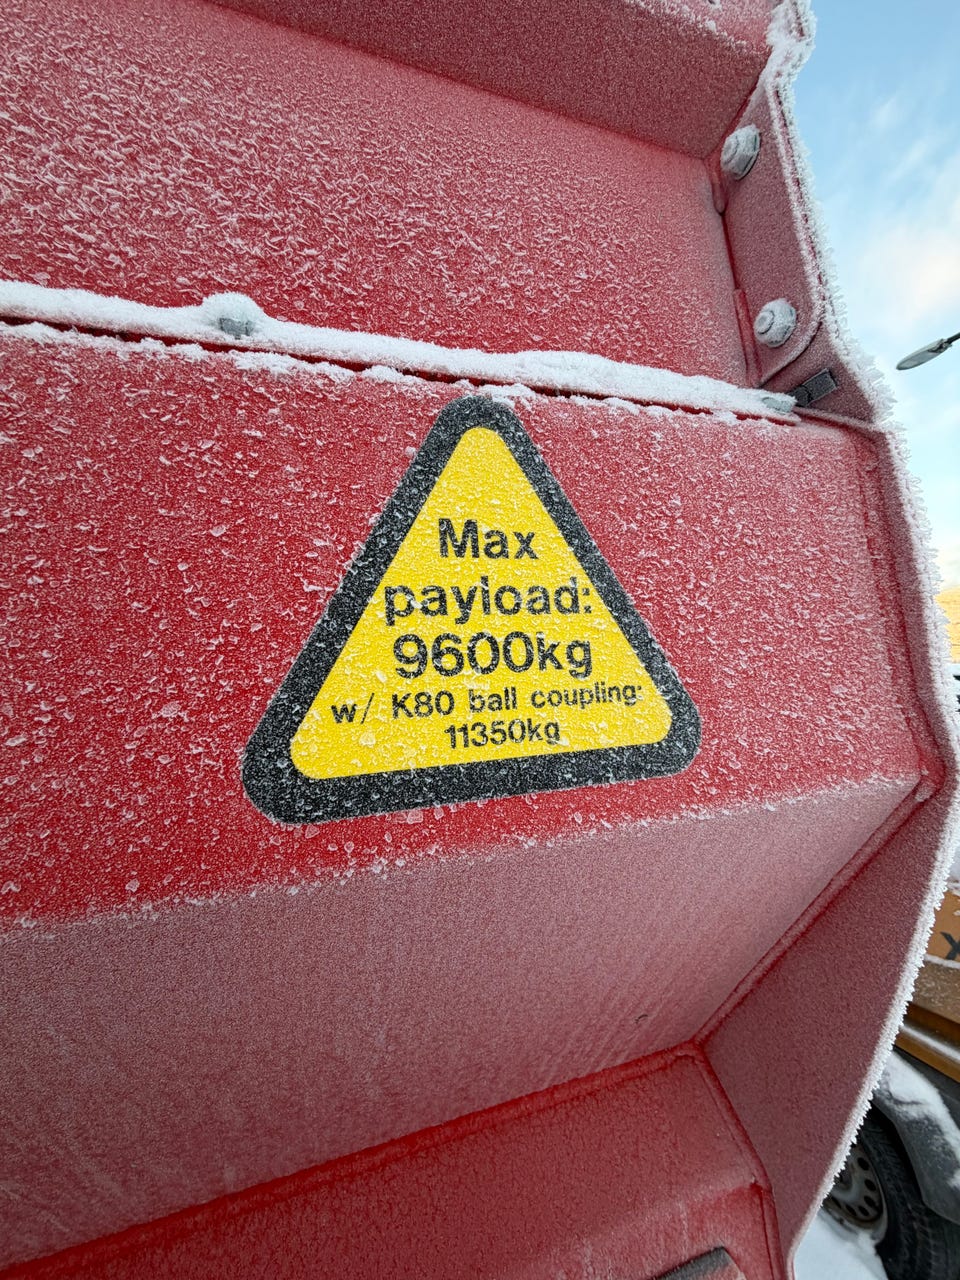 Max
payload:
9600kg
w/ K80 ball coupling:
11350kg